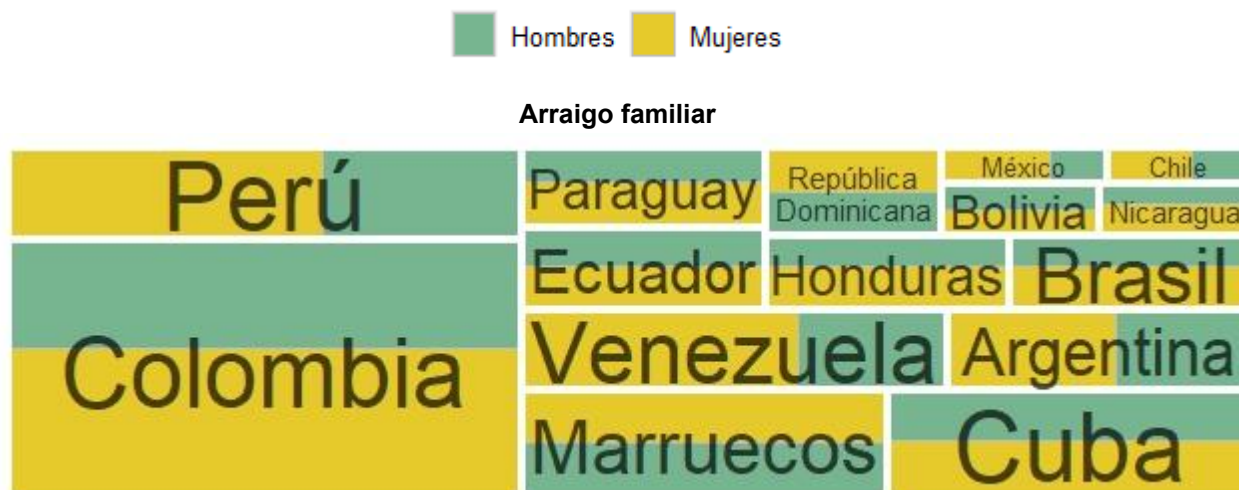 Hombres Mujeres
Arraigo familiar
Perú
Paraguay
República
Dominicana
México
Chile
Bolivia
Nicaragua
Colombia
Ecuador
Honduras
Brasil
Venezuela
Argentina
Marruecos
Cuba